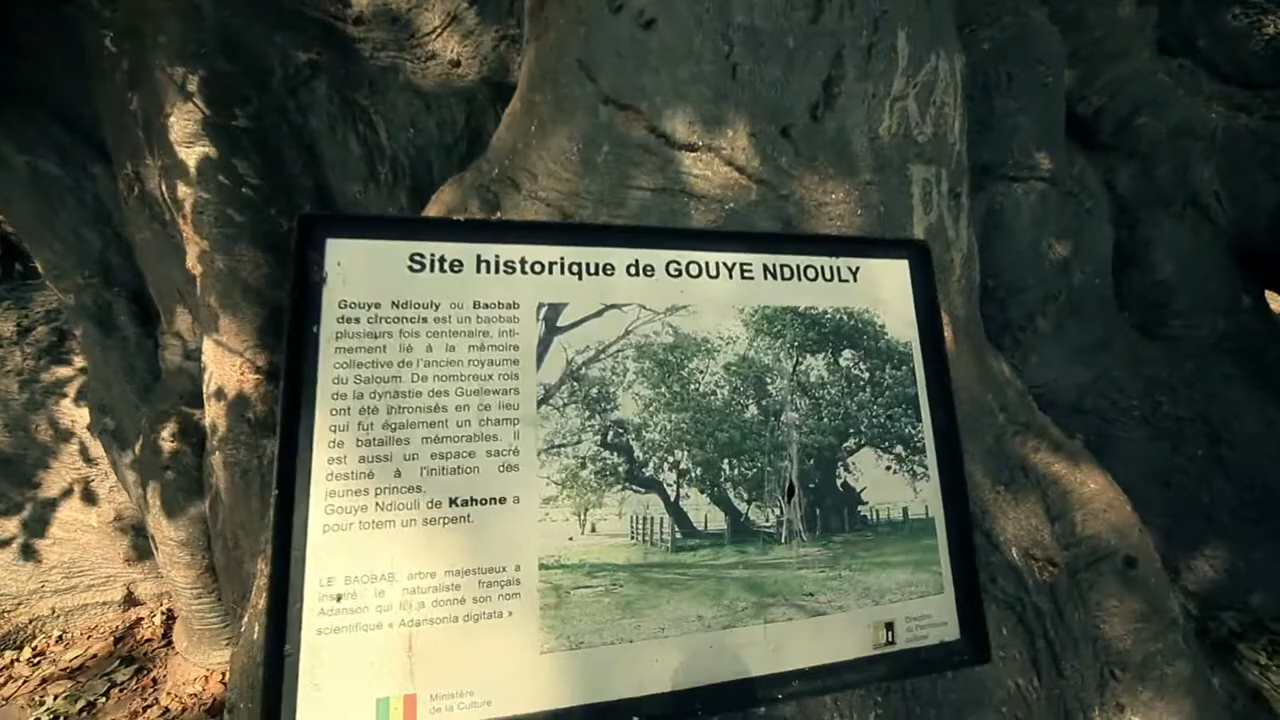 Site historique de GOUYE NDIOULY
Gouye Ndiouly ou Baobab
des circoncis est un baobab
plusieurs fois centenaire, inti-
mement lié à la mémoire
collective de l'ancien royaume
du Saloum. De nombreux rois
de la dynastie des Guelewars
ont été intronisés en ce lieu
qui fut également un champ
de batailles mémorables. Il
est aussi un espace sacré
destiné à l'initiation des
jeunes princes.
Gouye Ndiouli de Kahone a
pour totem un serpent.
LE BAOBAB, arbre majestueux a
inspiré le naturaliste français
Adanson qui lui a donné son nom
scientifique « Adansonia digitata »
Ministère
de la Culture
Direction
du Patrimoine
culturel